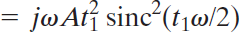 = jωAt₁² sinc²(t₁ω/2)